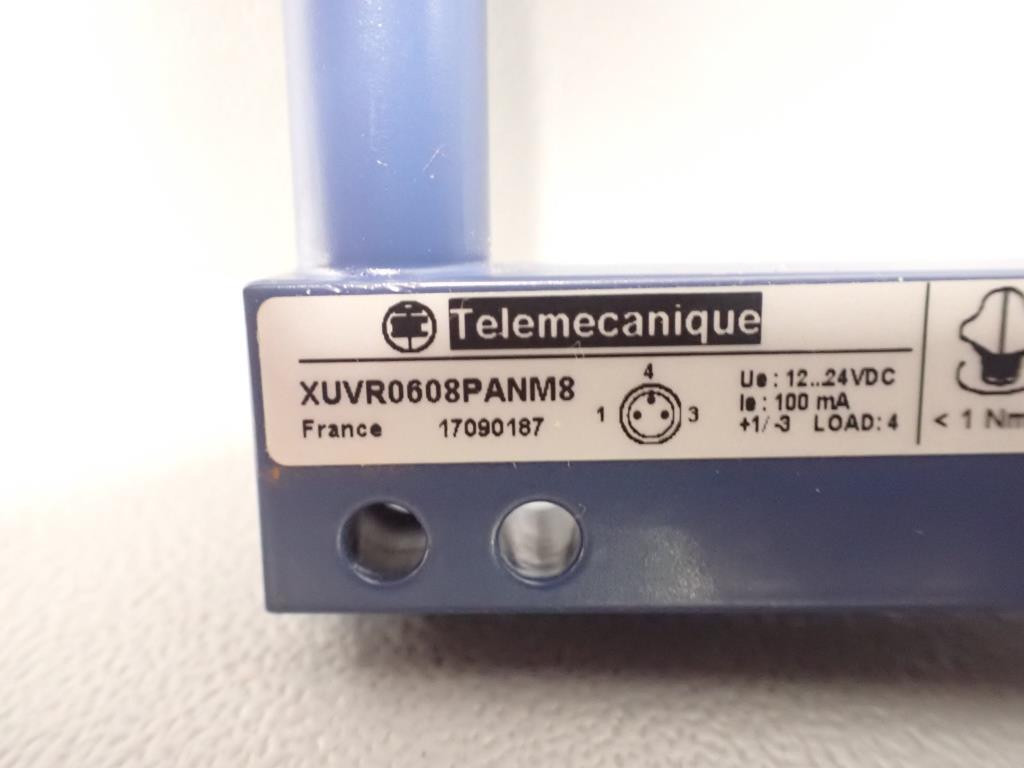 Telemecanique
XUVR0608PANM8
France 17090187
4
1 3
Ue : 12...24VDC
Ie : 100 mA
+1/-3 LOAD: 4
< 1 Nm